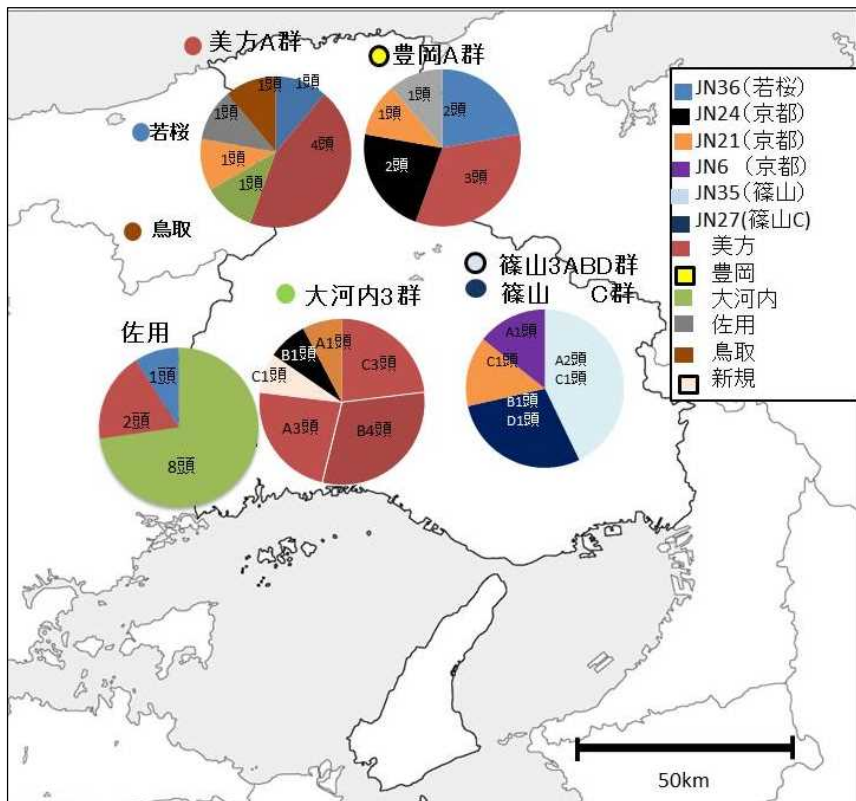 美方A群
豊岡A群
若桜
鳥取
1頭
1頭
4頭
1頭
1頭
1頭
2頭
3頭
2頭
1頭
1頭
JN36(若桜)
JN24(京都)
JN21(京都)
JN6 (京都)
JN35(篠山)
JN27(篠山C)
美方
豊岡
大河内
佐用
鳥取
新規
佐用
大河内3群
篠山3ABD群
篠山 C群
1頭
2頭
8頭
A1頭
B1頭
C1頭
C3頭
A3頭
B4頭
A1頭
C1頭
A2頭
C1頭
B1頭
D1頭
50km